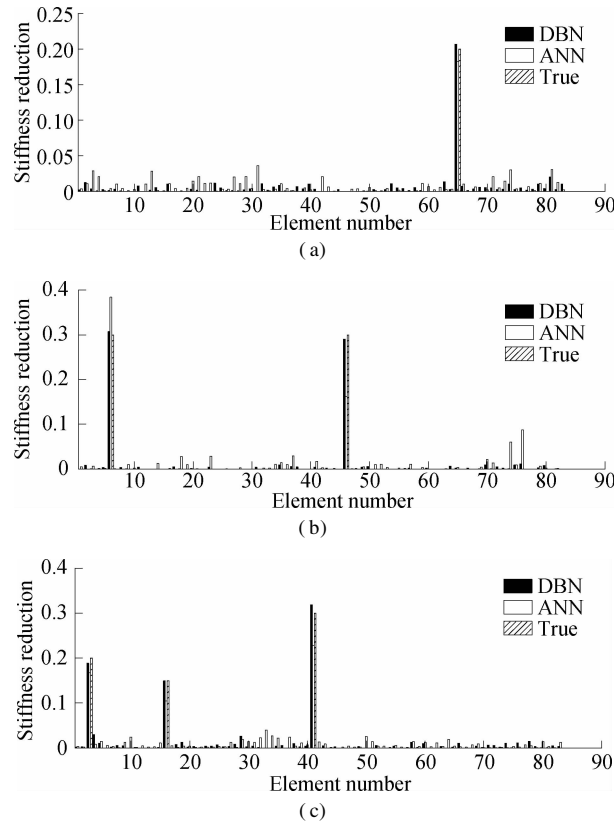 0.25
0.20
0.15
0.10
0.05
0
Stiffness reduction
DBN
ANN
True
10 20 30 40 50 60 70 80 90
Element number
(a)
0.4
0.3
0.2
0.1
0
Stiffness reduction
DBN
ANN
True
10 20 30 40 50 60 70 80 90
Element number
(b)
0.4
0.3
0.2
0.1
0
Stiffness reduction
DBN
ANN
True
10 20 30 40 50 60 70 80 90
Element number
(c)